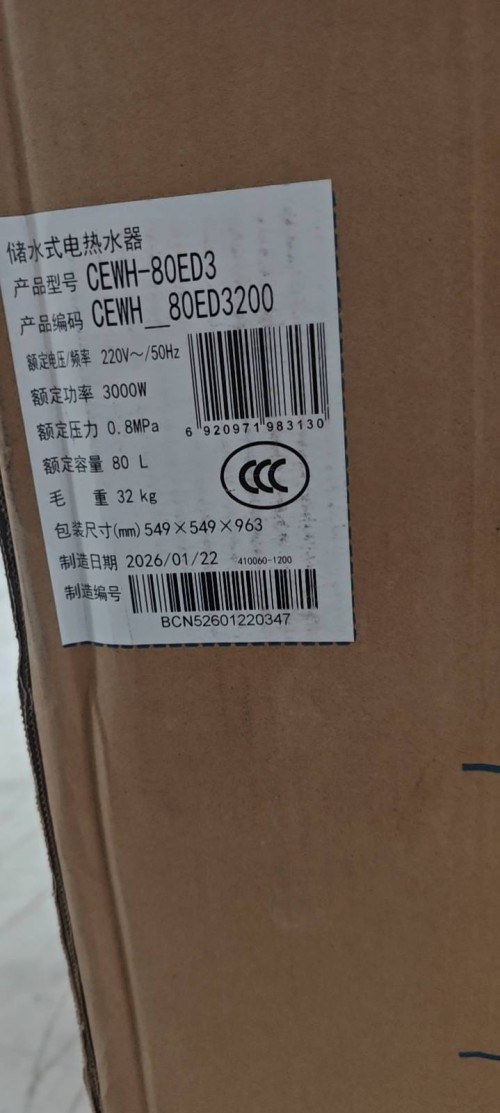 储水式电热水器
产品型号 CEWH-80ED3
产品编码 CEWH__80ED3200
额定电压/频率 220V～/50Hz
额定功率 3000W
额定压力 0.8MPa
6 920971 983130
额定容量 80 L
CCC
毛 重 32 kg
包装尺寸(mm) 549×549×963
制造日期 2026/01/22 410060-1200
制造编号
BCN52601220347